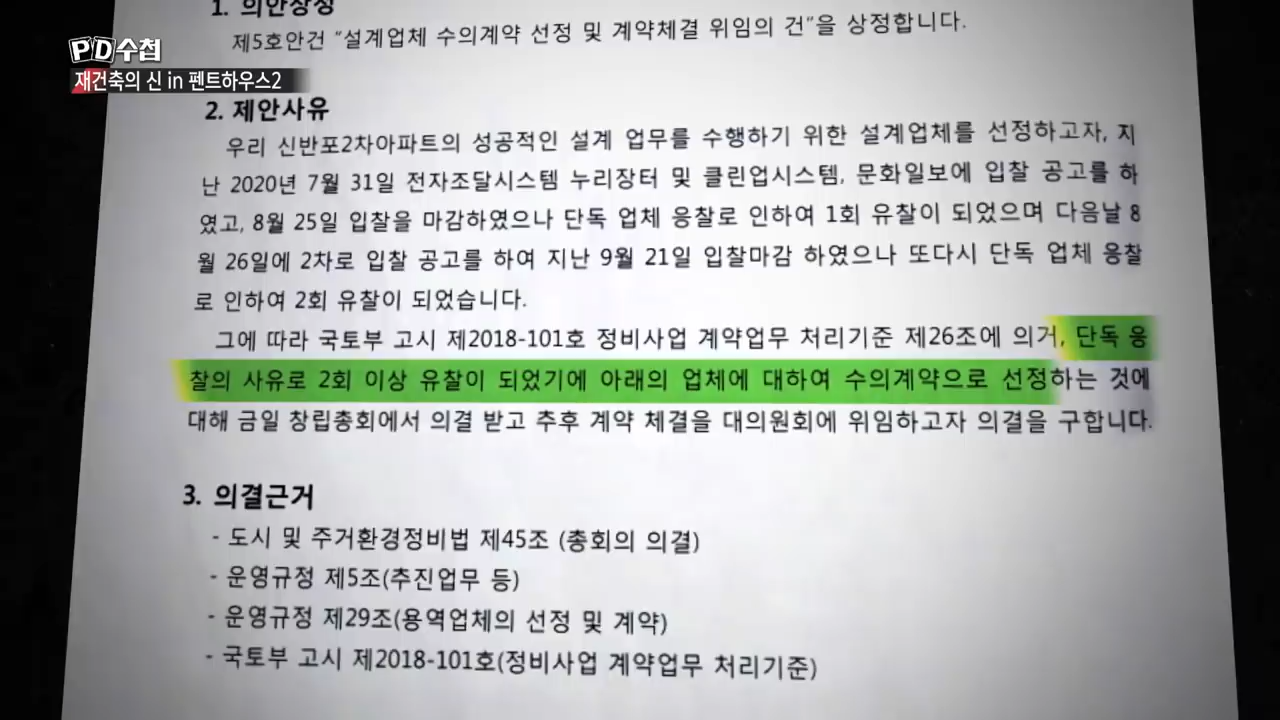 PD수첩
재건축의 신 in 펜트하우스2
1. 의안상정
제5호안건 “설계업체 수의계약 선정 및 계약체결 위임의 건”을 상정합니다.
2. 제안사유
우리 신반포2차아파트의 성공적인 설계 업무를 수행하기 위한 설계업체를 선정하고자, 지
난 2020년 7월 31일 전자조달시스템 누리장터 및 클린업시스템, 문화일보에 입찰 공고를 하
였고, 8월 25일 입찰을 마감하였으나 단독 업체 응찰로 인하여 1회 유찰이 되었으며 다음날 8
월 26일에 2차로 입찰 공고를 하여 지난 9월 21일 입찰마감 하였으나 또다시 단독 업체 응찰
로 인하여 2회 유찰이 되었습니다.
그에 따라 국토부 고시 제2018-101호 정비사업 계약업무 처리기준 제26조에 의거, 단독 응
찰의 사유로 2회 이상 유찰이 되었기에 아래의 업체에 대하여 수의계약으로 선정하는 것에
대해 금일 창립총회에서 의결 받고 추후 계약 체결을 대의원회에 위임하고자 의결을 구합니다.
3. 의결근거
- 도시 및 주거환경정비법 제45조 (총회의 의결)
- 운영규정 제5조(추진업무 등)
- 운영규정 제29조(용역업체의 선정 및 계약)
- 국토부 고시 제2018-101호(정비사업 계약업무 처리기준)